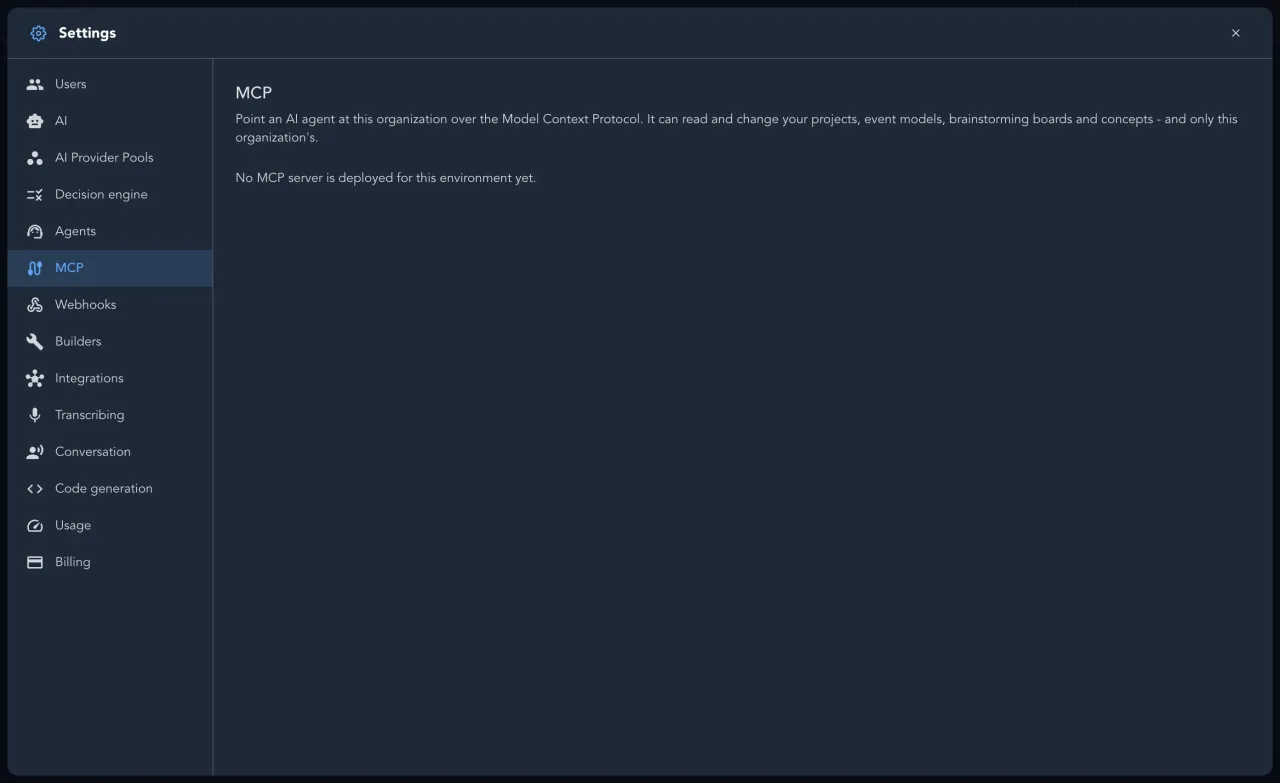 Settings
Users
AI
AI Provider Pools
Decision engine
Agents
MCP
Webhooks
Builders
Integrations
Transcribing
Conversation
Code generation
Usage
Billing
MCP
Point an AI agent at this organization over the Model Context Protocol. It can read and change your projects, event models, brainstorming boards and concepts - and only this
organization's.
No MCP server is deployed for this environment yet.